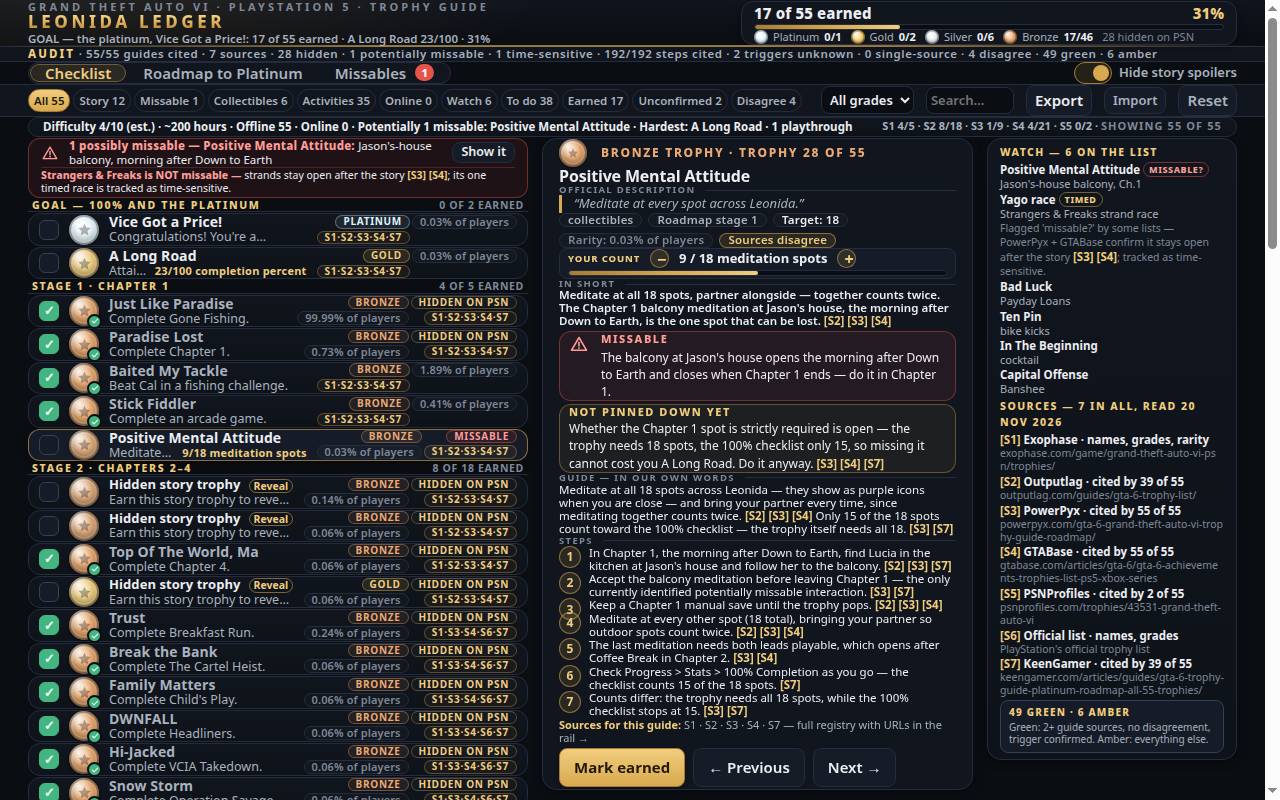 GRAND THEFT AUTO VI · PLAYSTATION 5 · TROPHY GUIDE
LEONIDA LEDGER
GOAL — the platinum, Vice Got a Price!: 17 of 55 earned · A Long Road 23/100 · 31%
17 of 55 earned 31%
Platinum 0/1 Gold 0/2 Silver 0/6 Bronze 17/46 28 hidden on PSN
AUDIT · 55/55 guides cited · 7 sources · 28 hidden · 1 potentially missable · 1 time-sensitive · 192/192 steps cited · 2 triggers unknown · 0 single-source · 4 disagree · 49 green · 6 amber
Checklist Roadmap to Platinum Missables 1
Hide story spoilers
All 55 Story 12 Missable 1 Collectibles 6 Activities 35 Online 0 Watch 6 To do 38 Earned 17 Unconfirmed 2 Disagree 4
All grades Search... Export Import Reset
Difficulty 4/10 (est.) · ~200 hours · Offline 55 · Online 0 · Potentially 1 missable: Positive Mental Attitude · Hardest: A Long Road · 1 playthrough
S1 4/5 · S2 8/18 · S3 1/9 · S4 4/21 · S5 0/2 · SHOWING 55 OF 55
1 possibly missable — Positive Mental Attitude: Jason's-house
balcony, morning after Down to Earth
Show it
Strangers & Freaks is NOT missable — strands stay open after the story [S3] [S4]; its one
timed race is tracked as time-sensitive.
GOAL — 100% AND THE PLATINUM 0 OF 2 EARNED
Vice Got a Price! PLATINUM 0.03% of players
Congratulations! You're a... S1·S2·S3·S4·S7
A Long Road GOLD 0.03% of players
Attai... 23/100 completion percent S1·S2·S3·S4·S7
STAGE 1 · CHAPTER 1 4 OF 5 EARNED
Just Like Paradise BRONZE HIDDEN ON PSN
Complete Gone Fishing. 99.99% of players S1·S2·S3·S4·S7
Paradise Lost BRONZE HIDDEN ON PSN
Complete Chapter 1. 0.73% of players S1·S2·S3·S4·S7
Baited My Tackle BRONZE 1.89% of players
Beat Cal in a fishing challenge. S1·S2·S3·S4·S7
Stick Fiddler BRONZE 0.41% of players
Complete an arcade game. S1·S2·S3·S4·S7
Positive Mental Attitude BRONZE MISSABLE
Meditate... 9/18 meditation spots 0.03% of players S1·S2·S3·S4·S7
STAGE 2 · CHAPTERS 2–4 8 OF 18 EARNED
Hidden story trophy Reveal BRONZE HIDDEN ON PSN
Earn this story trophy to reve... 0.14% of players S1·S2·S3·S4·S7
Hidden story trophy Reveal BRONZE HIDDEN ON PSN
Earn this story trophy to reve... 0.06% of players S1·S2·S3·S4·S7
Top Of The World, Ma BRONZE HIDDEN ON PSN
Complete Chapter 4. 0.06% of players S1·S2·S3·S4·S7
Hidden story trophy Reveal GOLD HIDDEN ON PSN
Earn this story trophy to reve... 0.06% of players S1·S2·S3·S4·S7
Trust BRONZE HIDDEN ON PSN
Complete Breakfast Run. 0.24% of players S1·S3·S4·S6·S7
Break the Bank BRONZE HIDDEN ON PSN
Complete The Cartel Heist. 0.06% of players S1·S3·S4·S6·S7
Family Matters BRONZE HIDDEN ON PSN
Complete Child's Play. 0.06% of players S1·S3·S4·S6·S7
DWNFALL BRONZE HIDDEN ON PSN
Complete Headliners. 0.06% of players S1·S3·S4·S6·S7
Hi-Jacked BRONZE HIDDEN ON PSN
Complete VCIA Takedown. 0.06% of players S1·S3·S4·S6·S7
Snow Storm BRONZE HIDDEN ON PSN
BRONZE TROPHY · TROPHY 28 OF 55
Positive Mental Attitude
OFFICIAL DESCRIPTION
“Meditate at every spot across Leonida.”
collectibles Roadmap stage 1 Target: 18
Rarity: 0.03% of players Sources disagree
YOUR COUNT − 9 / 18 meditation spots +
IN SHORT
Meditate at all 18 spots, partner alongside — together counts twice.
The Chapter 1 balcony meditation at Jason's house, the morning after
Down to Earth, is the one spot that can be lost. [S2] [S3] [S4]
MISSABLE
The balcony at Jason's house opens the morning after Down
to Earth and closes when Chapter 1 ends — do it in Chapter
1.
NOT PINNED DOWN YET
Whether the Chapter 1 spot is strictly required is open — the
trophy needs 18 spots, the 100% checklist only 15, so missing it
cannot cost you A Long Road. Do it anyway. [S3] [S4] [S7]
GUIDE — IN OUR OWN WORDS
Meditate at all 18 spots across Leonida — they show as purple icons
when you are close — and bring your partner every time, since
meditating together counts twice. [S2] [S3] [S4] Only 15 of the 18 spots
count toward the 100% checklist — the trophy itself needs all 18. [S3] [S7]
STEPS
1 In Chapter 1, the morning after Down to Earth, find Lucia in the
kitchen at Jason's house and follow her to the balcony. [S2] [S3] [S7]
2 Accept the balcony meditation before leaving Chapter 1 — the only
currently identified potentially missable interaction. [S3] [S7]
3 Keep a Chapter 1 manual save until the trophy pops. [S2] [S3] [S4]
4 Meditate at every other spot (18 total), bringing your partner so
outdoor spots count twice. [S2] [S3] [S4]
5 The last meditation needs both leads playable, which opens after
Coffee Break in Chapter 2. [S3] [S4]
6 Check Progress > Stats > 100% Completion as you go — the
checklist counts 15 of the 18 spots. [S7]
7 Counts differ: the trophy needs all 18 spots, while the 100%
checklist stops at 15. [S3] [S7]
Sources for this guide: S1 · S2 · S3 · S4 · S7 — full registry with URLs in the
rail →
Mark earned ← Previous Next →
WATCH — 6 ON THE LIST
Positive Mental Attitude MISSABLE?
Jason's-house balcony, Ch.1
Yago race TIMED
Strangers & Freaks strand race
Flagged 'missable?' by some lists —
PowerPyx + GTABase confirm it stays open
after the story [S3] [S4]; tracked as time-
sensitive.
Bad Luck
Payday Loans
Ten Pin
bike kicks
In The Beginning
cocktail
Capital Offense
Banshee
SOURCES — 7 IN ALL, READ 20
NOV 2026
[S1] Exophase · names, grades, rarity
exophase.com/game/grand-theft-auto-vi-ps
n/trophies/
[S2] Outputlag · cited by 39 of 55
outputlag.com/guides/gta-6-trophy-list/
[S3] PowerPyx · cited by 55 of 55
powerpyx.com/gta-6-grand-theft-auto-vi-trop
hy-guide-roadmap/
[S4] GTABase · cited by 55 of 55
gtabase.com/articles/gta-6/gta-6-achieveme
nts-trophies-list-ps5-xbox-series
[S5] PSNProfiles · cited by 2 of 55
psnprofiles.com/trophies/43531-grand-theft-
auto-vi
[S6] Official list · names, grades
PlayStation's official trophy list
[S7] KeenGamer · cited by 39 of 55
keengamer.com/articles/guides/gta-6-trophy-
guide-platinum-roadmap-all-55-trophies/
49 GREEN · 6 AMBER
Green: 2+ guide sources, no disagreement,
trigger confirmed. Amber: everything else.